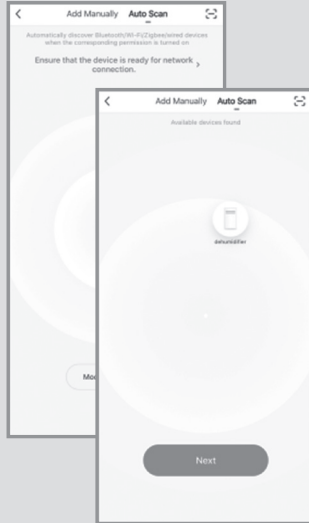 Add Manually Auto Scan
Automatically discover Bluetooth/Wi-Fi/Zigbee/wired devices
when the corresponding permission is turned on
Ensure that the device is ready for network
connection.
Add Manually Auto Scan
Available devices found
dehumidifier
Next